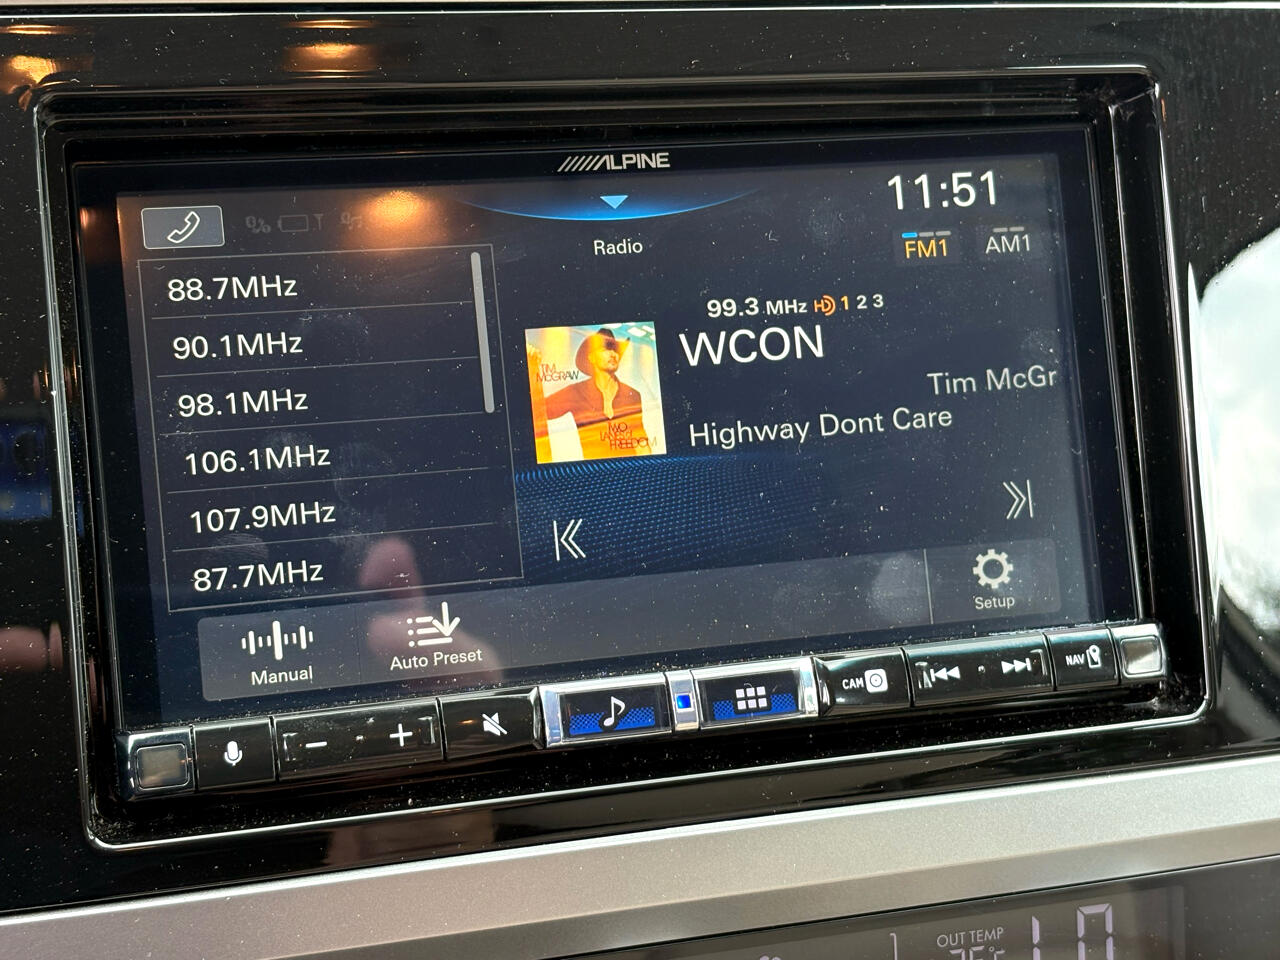 ALPINE
11:51
Radio
FM1
AM1
88.7MHz
90.1MHz
98.1MHz
106.1MHz
107.9MHz
87.7MHz
99.3 MHz HD 1 2 3
WCON
Tim McGr
Highway Dont Care
TIM
MCGRAW
TWO
LANES OF
FREEDOM
Manual
Auto Preset
Setup
CAM
NAV
OUT TEMP